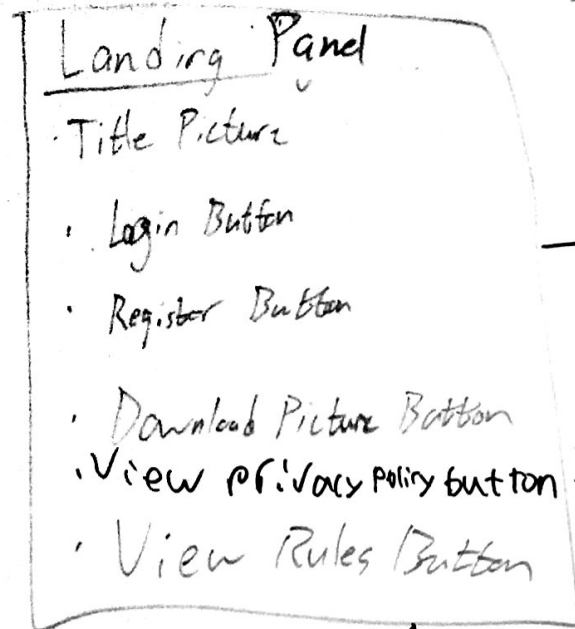 Landing Panel
· Title Picture
· Login Button
· Register Button
· Download Picture Button
· View privacy policy button
· View Rules Button